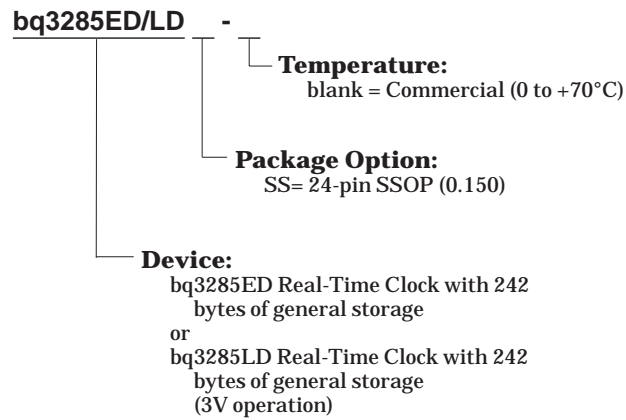 bq3285ED/LD -
Temperature:
blank = Commercial (0 to +70°C)
Package Option:
SS= 24-pin SSOP (0.150)
Device:
bq3285ED Real-Time Clock with 242
bytes of general storage
or
bq3285LD Real-Time Clock with 242
bytes of general storage
(3V operation)